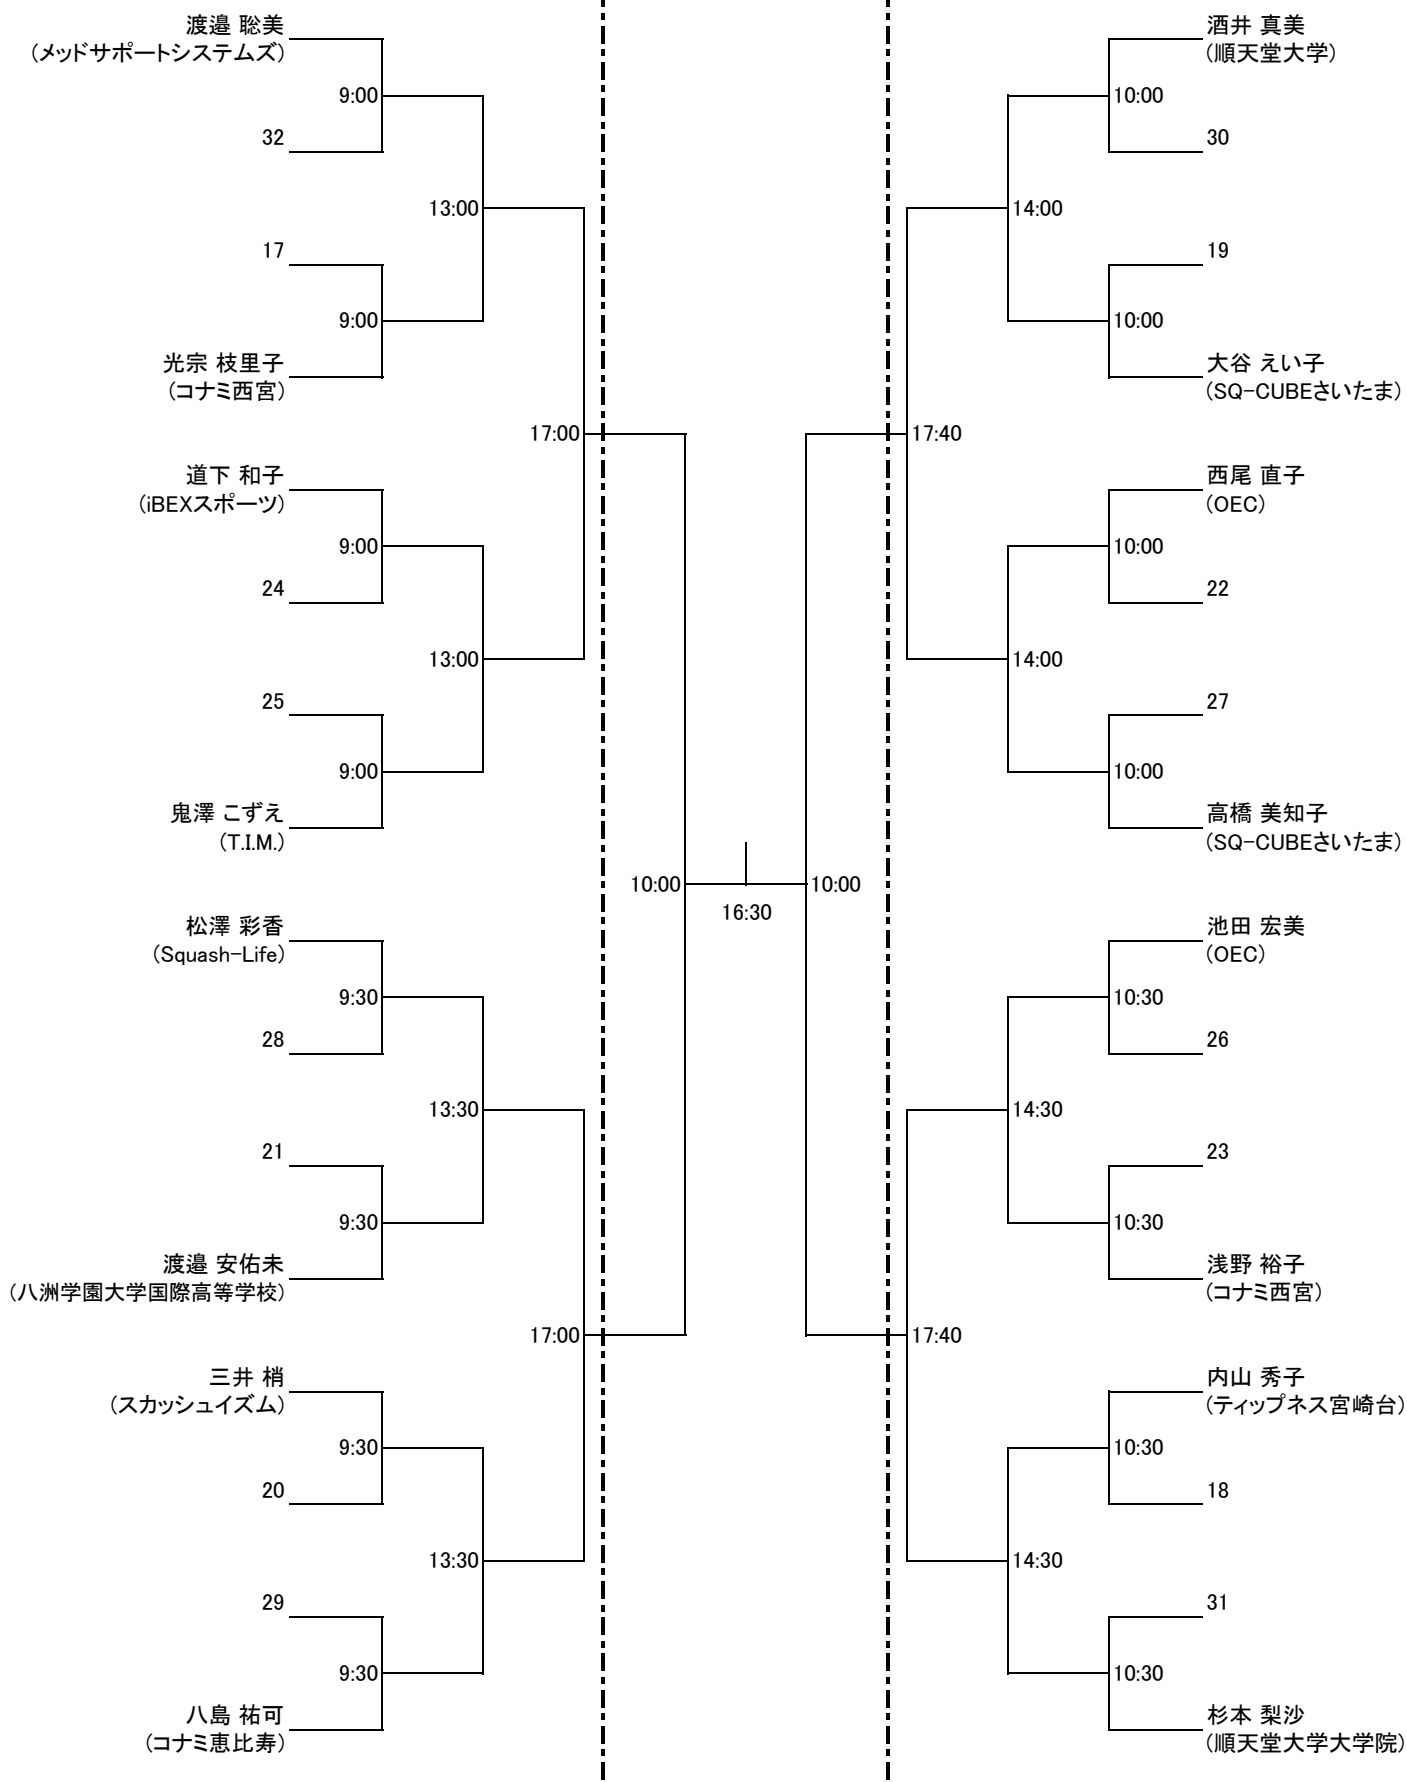 渡邉 聡美
(メッドサポートシステムズ)
9:00
32
13:00
17
9:00
光宗 枝里子
(コナミ西宮)
17:00
道下 和子
(iBEXスポーツ)
9:00
24
13:00
25
9:00
鬼澤 こずえ
(T.I.M.)
10:00
松澤 彩香
(Squash-Life)
9:30
28
13:30
21
9:30
渡邉 安佑未
(八洲学園大学国際高等学校)
17:00
三井 梢
(スカッシュイズム)
9:30
20
13:30
29
9:30
八島 祐可
(コナミ恵比寿)
16:30
酒井 真美
(順天堂大学)
10:00
30
14:00
19
10:00
大谷 えい子
(SQ-CUBEさいたま)
17:40
西尾 直子
(OEC)
10:00
22
14:00
27
10:00
高橋 美知子
(SQ-CUBEさいたま)
10:00
池田 宏美
(OEC)
10:30
26
14:30
23
10:30
浅野 裕子
(コナミ西宮)
17:40
内山 秀子
(ティップネス宮崎台)
10:30
18
14:30
31
10:30
杉本 梨沙
(順天堂大学大学院)